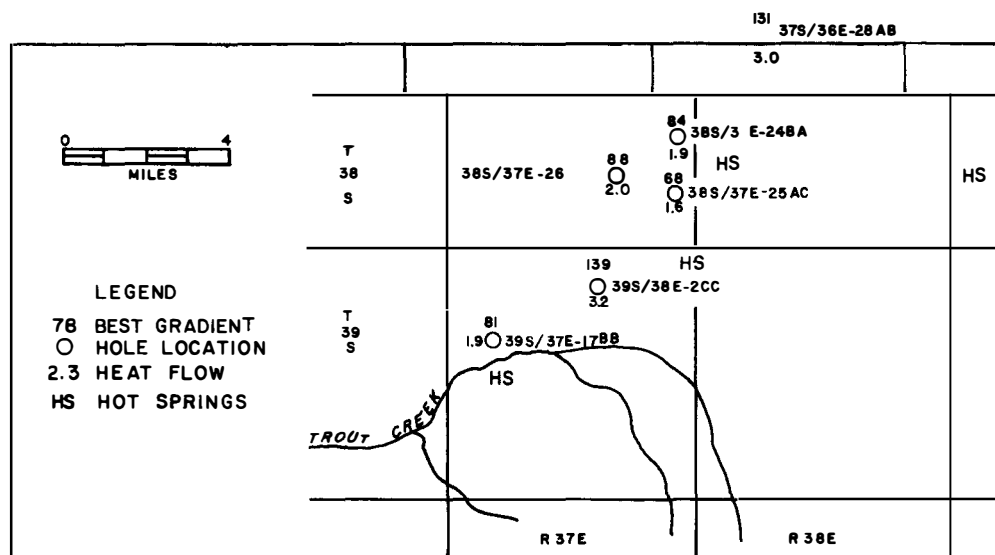 131
37S/36E-28AB
3.0
0 4
MILES
T
38
S
38S/37E-26
88
2.0
84
38S/3 E-24BA
1.9
HS
HS
68
38S/37E-25AC
1.6
HS
139
39S/38E-2CC
3.2
T
39
S
81
1.9 39S/37E-17BB
HS
LEGEND
78 BEST GRADIENT
HOLE LOCATION
2.3 HEAT FLOW
HS HOT SPRINGS
TROUT CREEK
R 37E
R 38E